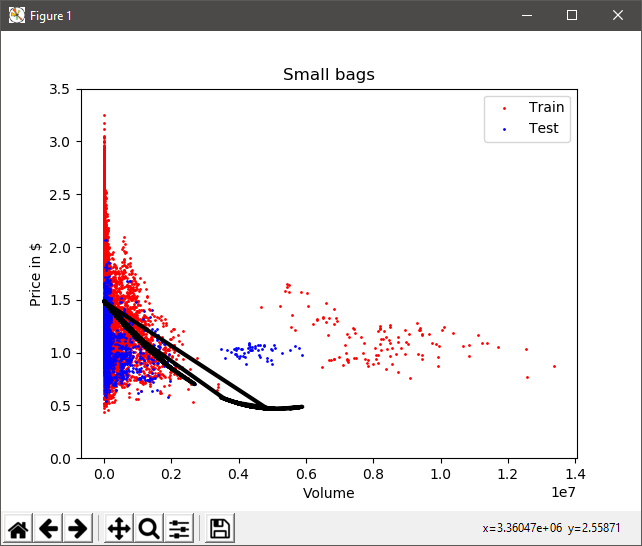 Figure 1
Small bags
Train
Test
3.5
3.0
2.5
2.0
1.5
1.0
0.5
0.0
Price in $
0.0 0.2 0.4 0.6 0.8 1.0 1.2 1.4
1e7
Volume
x=3.36047e+06 y=2.55871